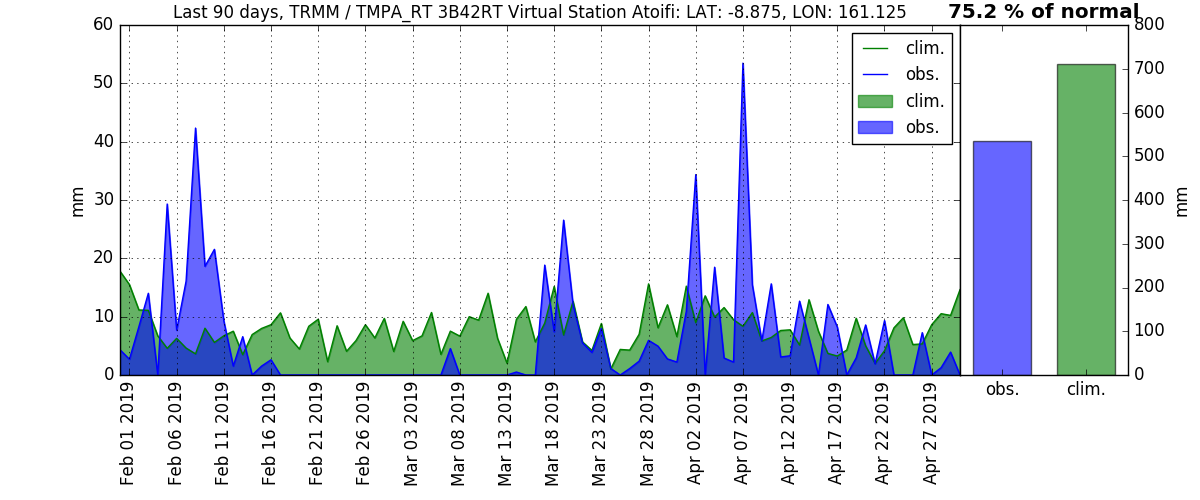 Last 90 days, TRMM / TMPA_RT 3B42RT Virtual Station Atoifi: LAT: -8.875, LON: 161.125
75.2 % of normal
60
50
40
30
20
10
0
mm
clim.
obs.
clim.
obs.
Feb 01 2019
Feb 06 2019
Feb 11 2019
Feb 16 2019
Feb 21 2019
Feb 26 2019
Mar 03 2019
Mar 08 2019
Mar 13 2019
Mar 18 2019
Mar 23 2019
Mar 28 2019
Apr 02 2019
Apr 07 2019
Apr 12 2019
Apr 17 2019
Apr 22 2019
Apr 27 2019
800
700
600
500
400
300
200
100
0
mm
obs.
clim.